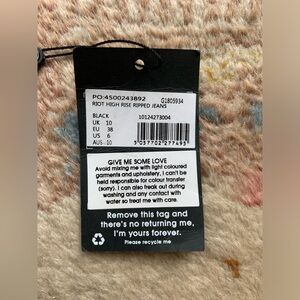 PO:4500243892 G1805934
RIOT HIGH RISE RIPPED JEANS
BLACK 10124273004
UK 10
EU 38
US 6
AUS 10
5 057702 277495
GIVE ME SOME LOVE
Avoid mixing me with light coloured
garments and upholstery, I can't be
held responsible for colour transfer
(sorry). I can also freak out during
washing and any contact with
water so treat me with care.
Remove this tag and
there's no returning me,
I'm yours forever.
Please recycle me